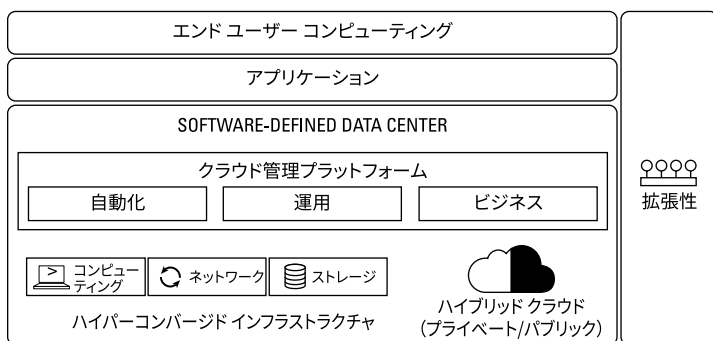 エンド ユーザー コンピューティング
アプリケーション
SOFTWARE-DEFINED DATA CENTER
クラウド管理プラットフォーム
自動化
運用
ビジネス
コンピュー
ティング
ネットワーク
ストレージ
ハイパーコンバージド インフラストラクチャ
ハイブリッド クラウド
(プライベート/パブリック)
拡張性